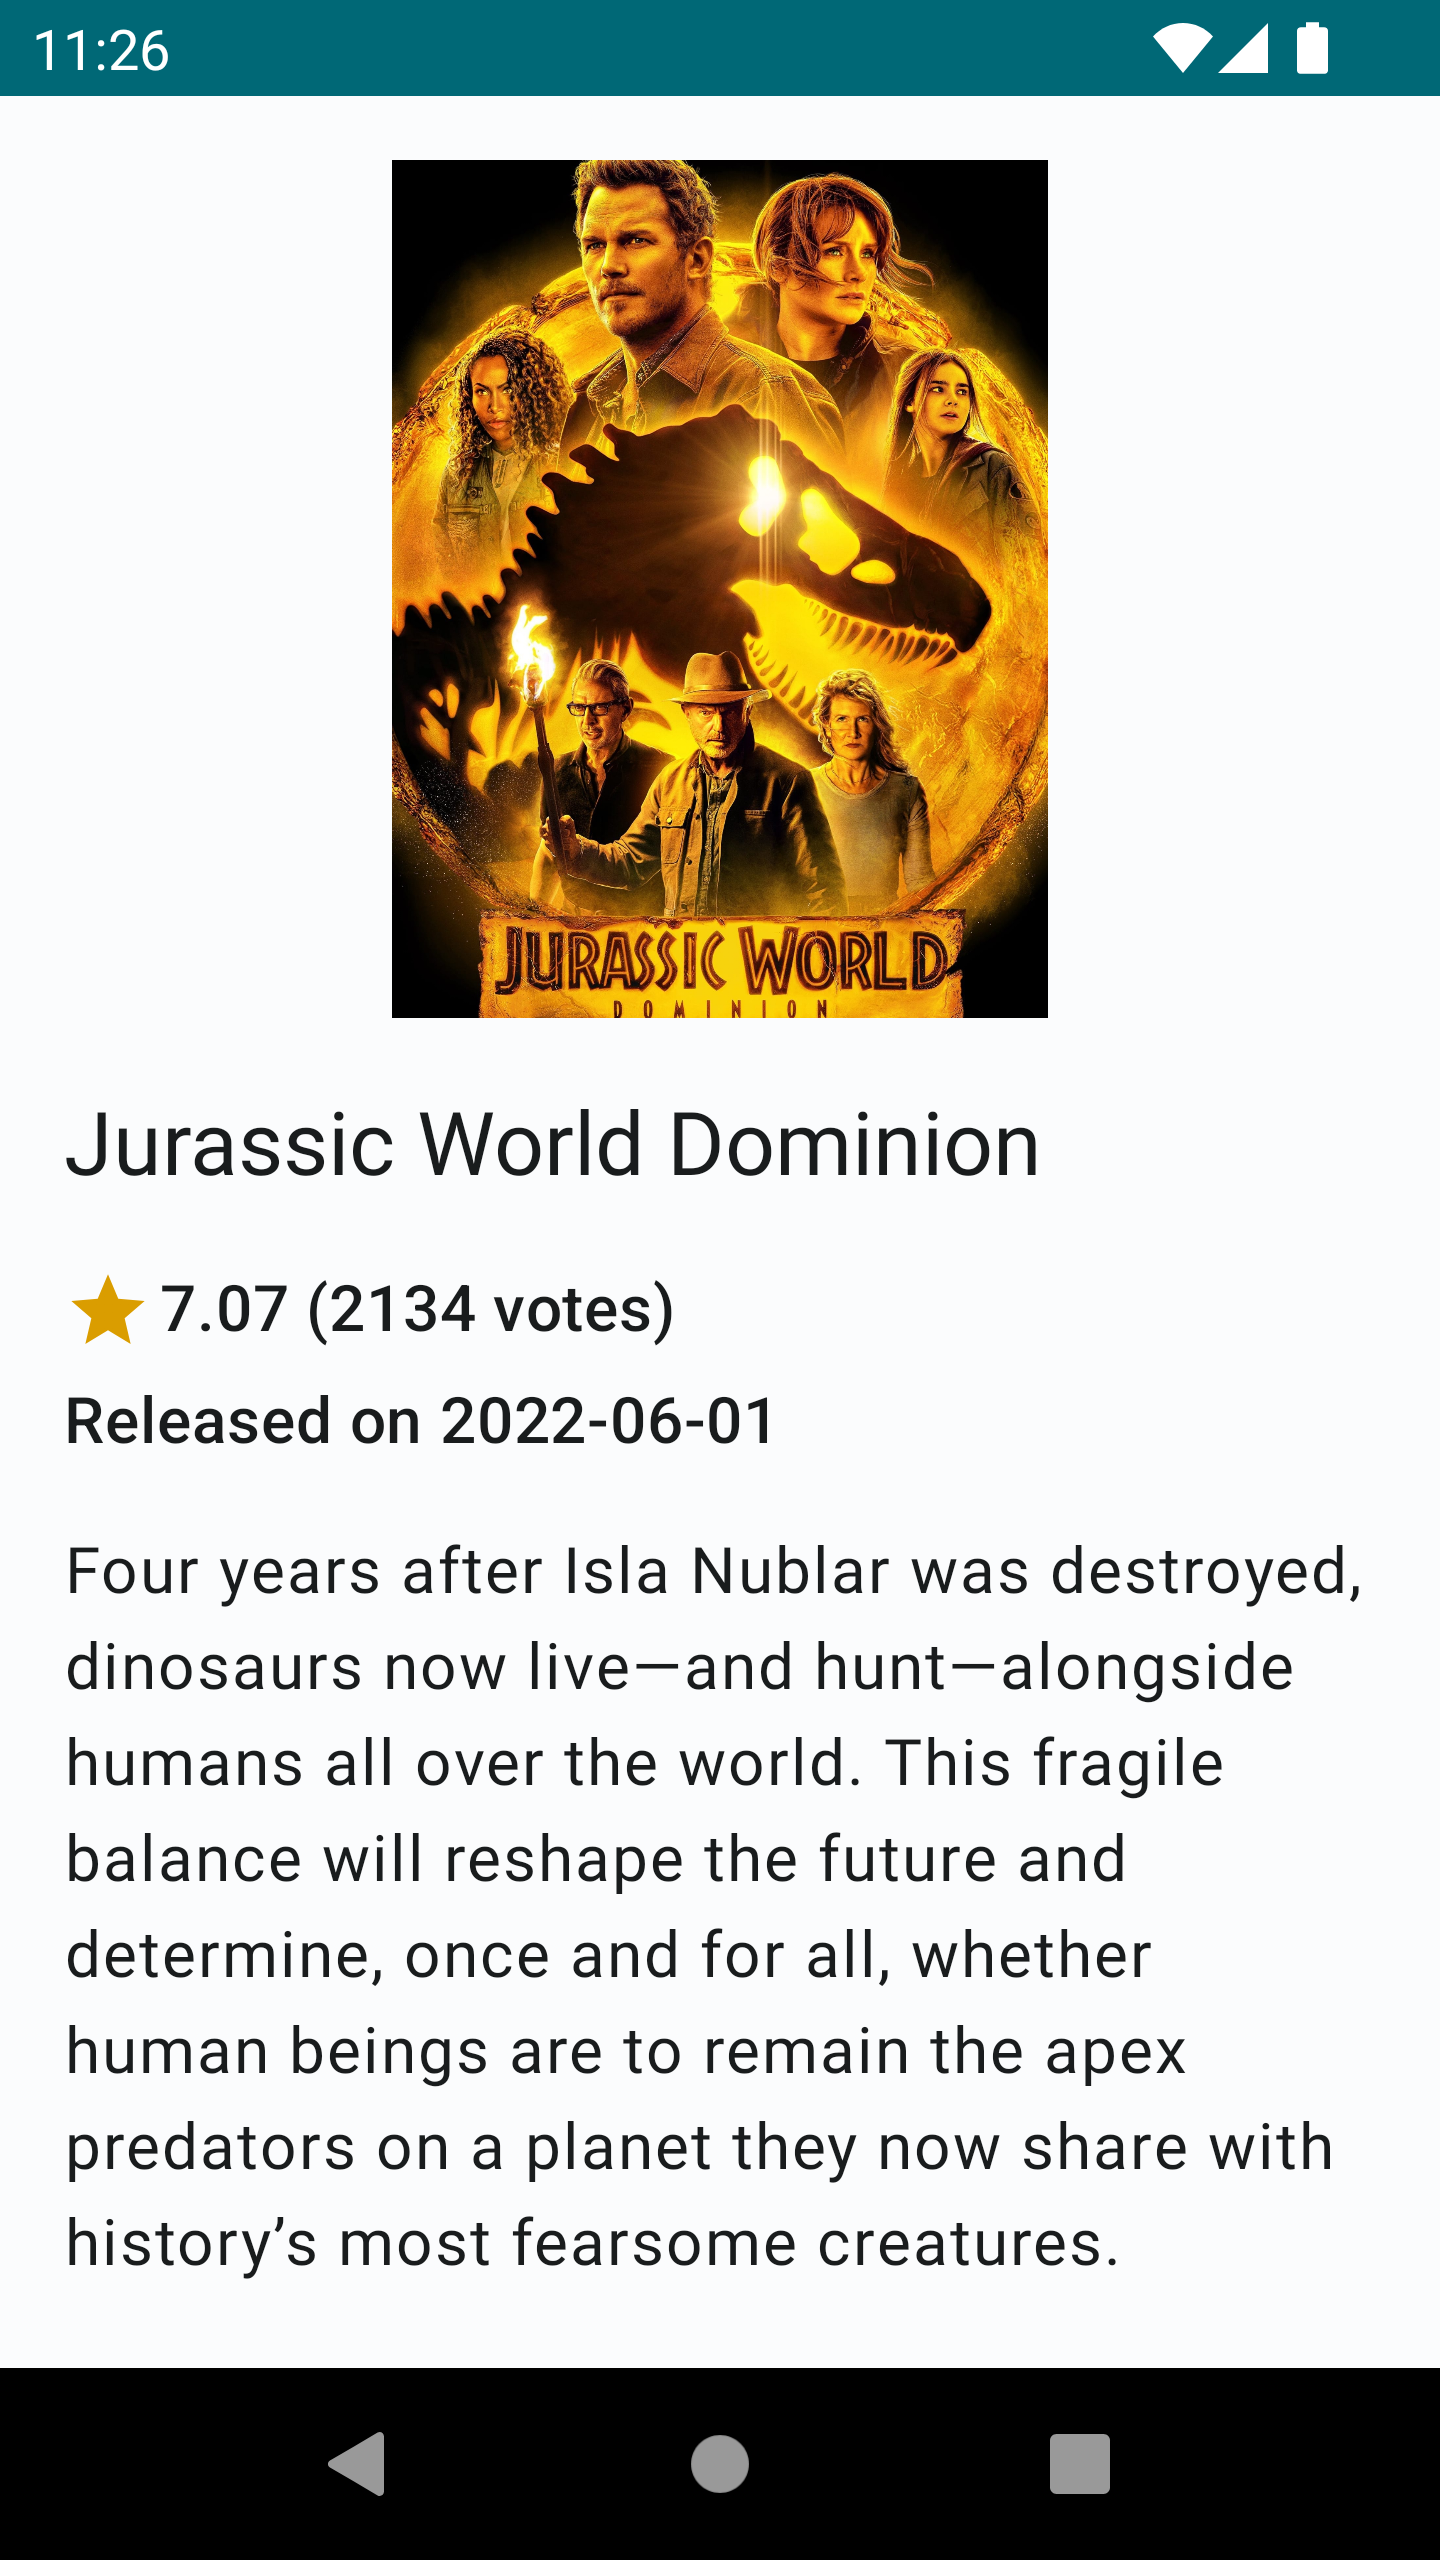 11:26
JURASSIC WORLD
DOMINION
Jurassic World Dominion
7.07 (2134 votes)
Released on 2022-06-01
Four years after Isla Nublar was destroyed,
dinosaurs now live—and hunt—alongside
humans all over the world. This fragile
balance will reshape the future and
determine, once and for all, whether
human beings are to remain the apex
predators on a planet they now share with
history’s most fearsome creatures.